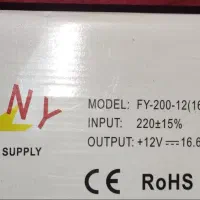 NY
SUPPLY
MODEL: FY-200-12(16
INPUT: 220±15%
OUTPUT: +12V⎓16.6
CE RoHS